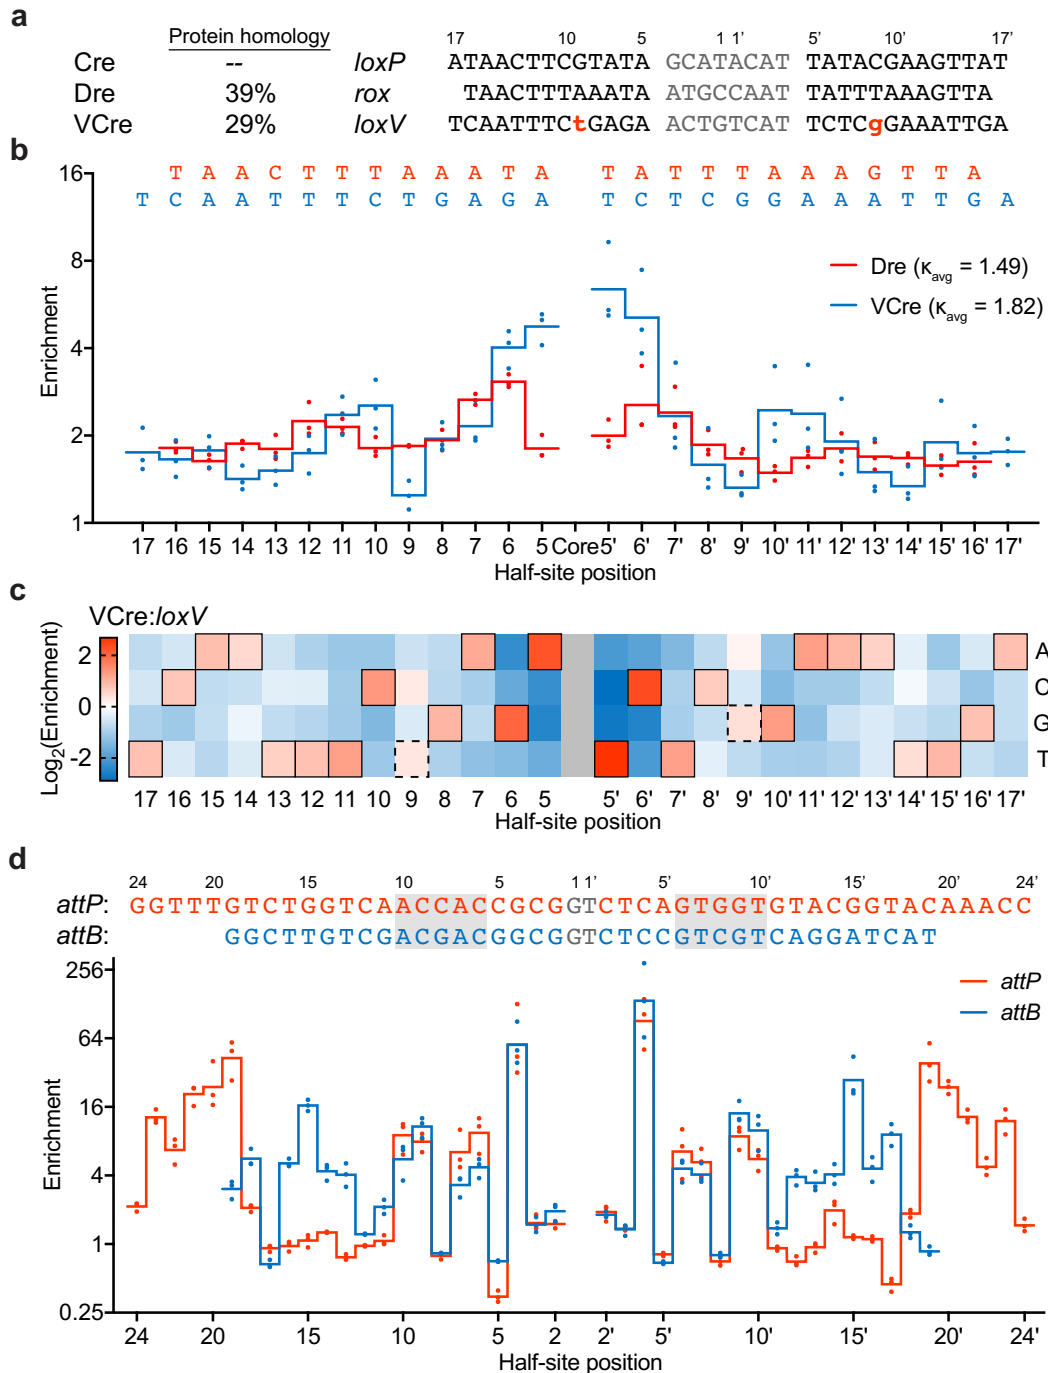 a
Protein homology
17 10 5 1 1' 5' 10' 17'
Cre -- loxP ATAACTTCGTATA GCATACAT TATACGAAGTTAT
Dre 39% rox TAACTTTAAATA ATGCCAAT TATTTAAAGTTA
VCre 29% loxV TCAATTTCtGAGA ACTGTCAT TCTCgGAAATTGA
b
T A A C T T T A A A T A T A T T T A A A G T T A
T C A A T T T C T G A G A T C T C G G A A A T T G A
16
8
4
2
1
Enrichment
Dre (κavg = 1.49)
VCre (κavg = 1.82)
17 16 15 14 13 12 11 10 9 8 7 6 5 Core 5' 6' 7' 8' 9' 10' 11' 12' 13' 14' 15' 16' 17'
Half-site position
c
VCre:loxV
Log2(Enrichment)
2
0
-2
A
C
G
T
17 16 15 14 13 12 11 10 9 8 7 6 5 5' 6' 7' 8' 9' 10' 11' 12' 13' 14' 15' 16' 17'
Half-site position
d
24 20 15 10 5 1 1' 5' 10' 15' 20' 24'
attP: GGTTTGTCTGGTCAACCACCGCGGTCTCAGTGGTGTACGGTACAAACC
attB: GGCTTGTCGACGACGGCGGTCTCCGTCGTCAGGATCAT
256
64
16
4
1
0.25
Enrichment
attP
attB
24 20 15 10 5 2 2' 5' 10' 15' 20' 24'
Half-site position